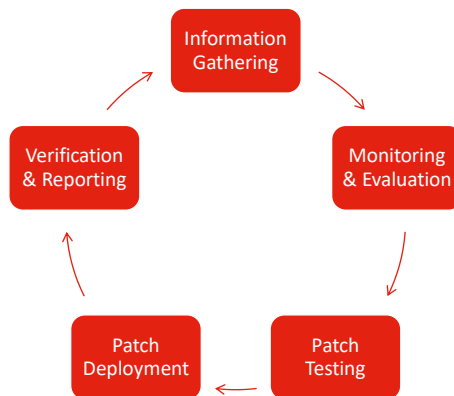 Information
Gathering
Monitoring
& Evaluation
Patch
Testing
Patch
Deployment
Verification
& Reporting